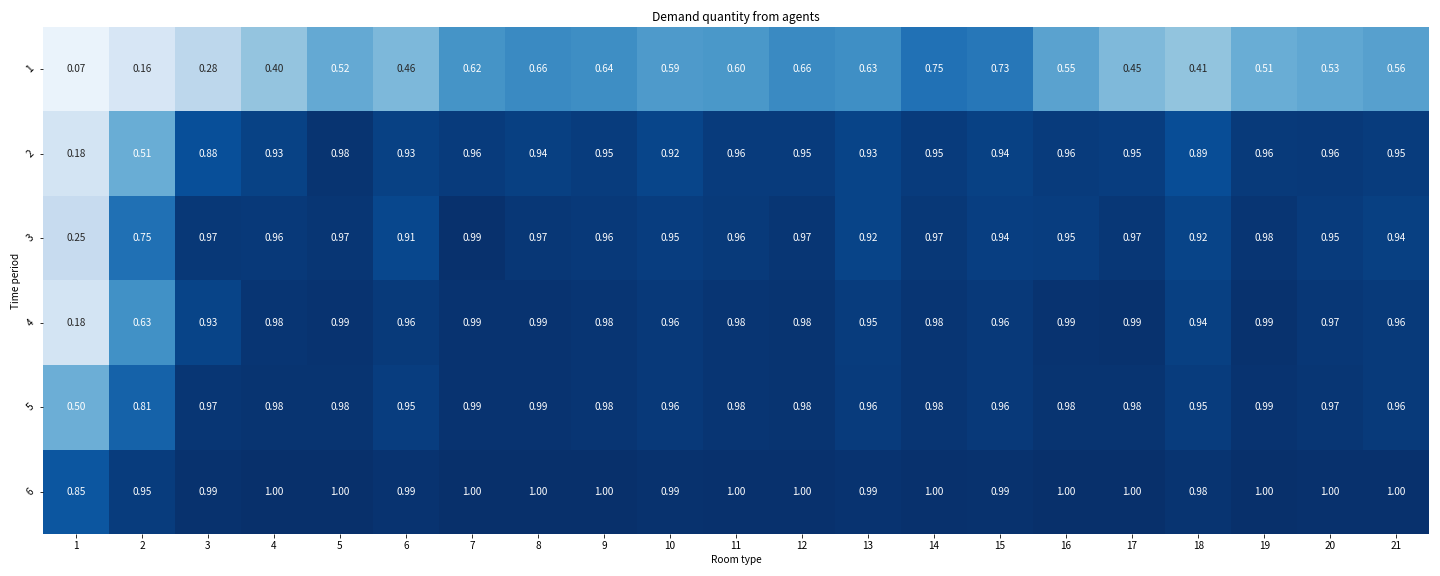 Demand quantity from agents
1 0.07 0.16 0.28 0.40 0.52 0.46 0.62 0.66 0.64 0.59 0.60 0.66 0.63 0.75 0.73 0.55 0.45 0.41 0.51 0.53 0.56
2 0.18 0.51 0.88 0.93 0.98 0.93 0.96 0.94 0.95 0.92 0.96 0.95 0.93 0.95 0.94 0.96 0.95 0.89 0.96 0.96 0.95
3 0.25 0.75 0.97 0.96 0.97 0.91 0.99 0.97 0.96 0.95 0.96 0.97 0.92 0.97 0.94 0.95 0.97 0.92 0.98 0.95 0.94
Time period
4 0.18 0.63 0.93 0.98 0.99 0.96 0.99 0.99 0.98 0.96 0.98 0.98 0.95 0.98 0.96 0.99 0.99 0.94 0.99 0.97 0.96
5 0.50 0.81 0.97 0.98 0.98 0.95 0.99 0.99 0.98 0.96 0.98 0.98 0.96 0.98 0.96 0.98 0.98 0.95 0.99 0.97 0.96
6 0.85 0.95 0.99 1.00 1.00 0.99 1.00 1.00 1.00 0.99 1.00 1.00 0.99 1.00 0.99 1.00 1.00 0.98 1.00 1.00 1.00
1 2 3 4 5 6 7 8 9 10 11 12 13 14 15 16 17 18 19 20 21
Room type